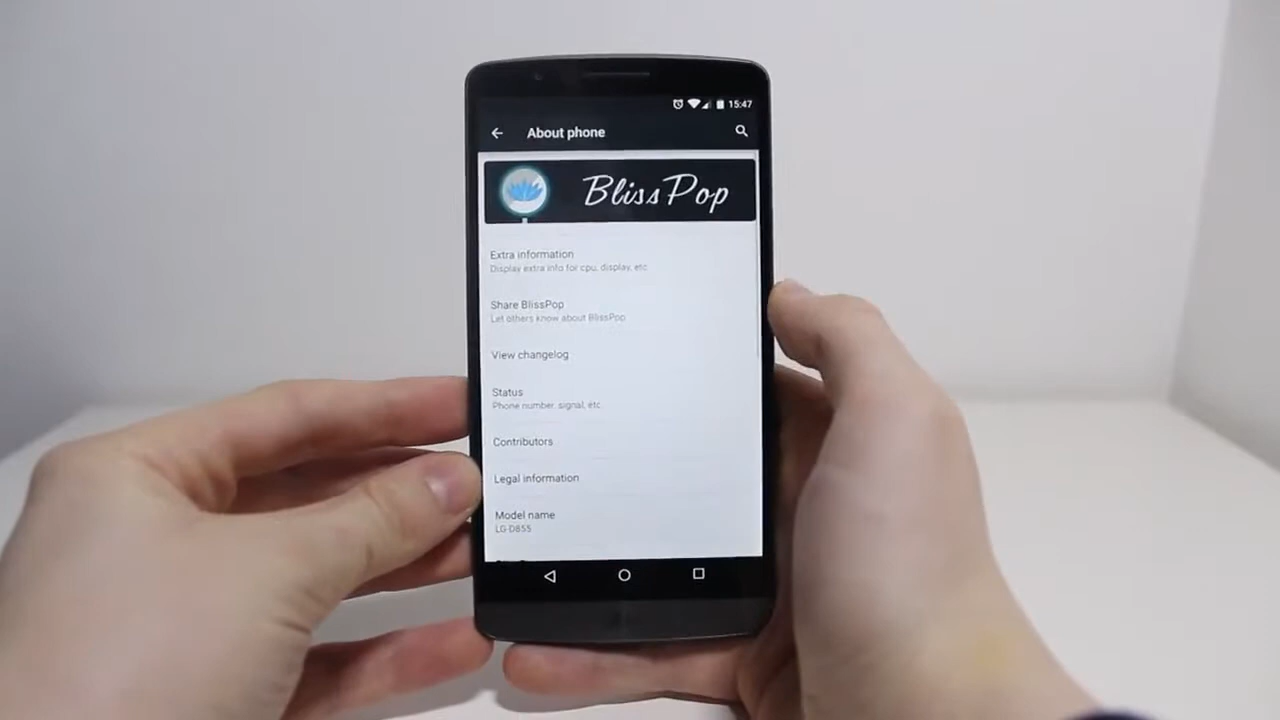 15:47
About phone
BlissPop
Extra information
Display extra info for cpu, display, etc
Share BlissPop
Let others know about BlissPop
View changelog
Status
Phone number, signal, etc
Contributors
Legal information
Model name
LG-D855